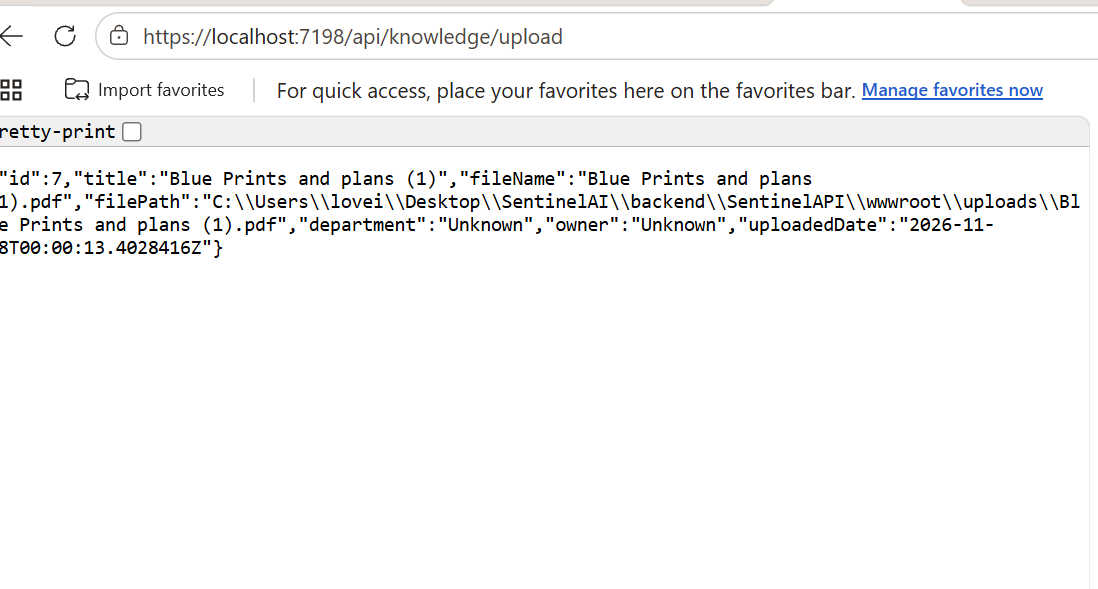 https://localhost:7198/api/knowledge/upload
Import favorites For quick access, place your favorites here on the favorites bar. Manage favorites now
retty-print
"id":7,"title":"Blue Prints and plans (1)","fileName":"Blue Prints and plans
1).pdf","filePath":"C:\\Users\\lovei\\Desktop\\SentinelAI\\backend\\SentinelAPI\\wwwroot\\uploads\\Bl
e Prints and plans (1).pdf","department":"Unknown","owner":"Unknown","uploadedDate":"2026-11-
8T00:00:13.4028416Z"}